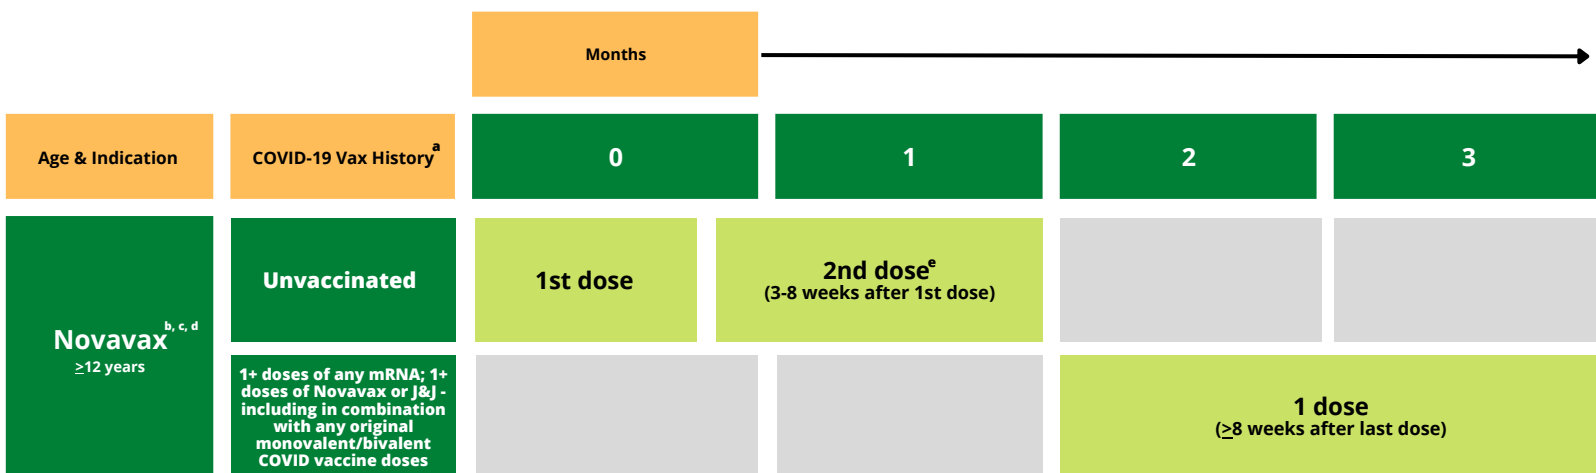 Months
Age & Indication
COVID-19 Vax History a
0
1
2
3
Novavax b, c, d
≥12 years
Unvaccinated
1st dose
2nd dose e
(3-8 weeks after 1st dose)
1+ doses of any mRNA; 1+
doses of Novavax or J&J -
including in combination
with any original
monovalent/bivalent
COVID vaccine doses
1 dose
(≥8 weeks after last dose)